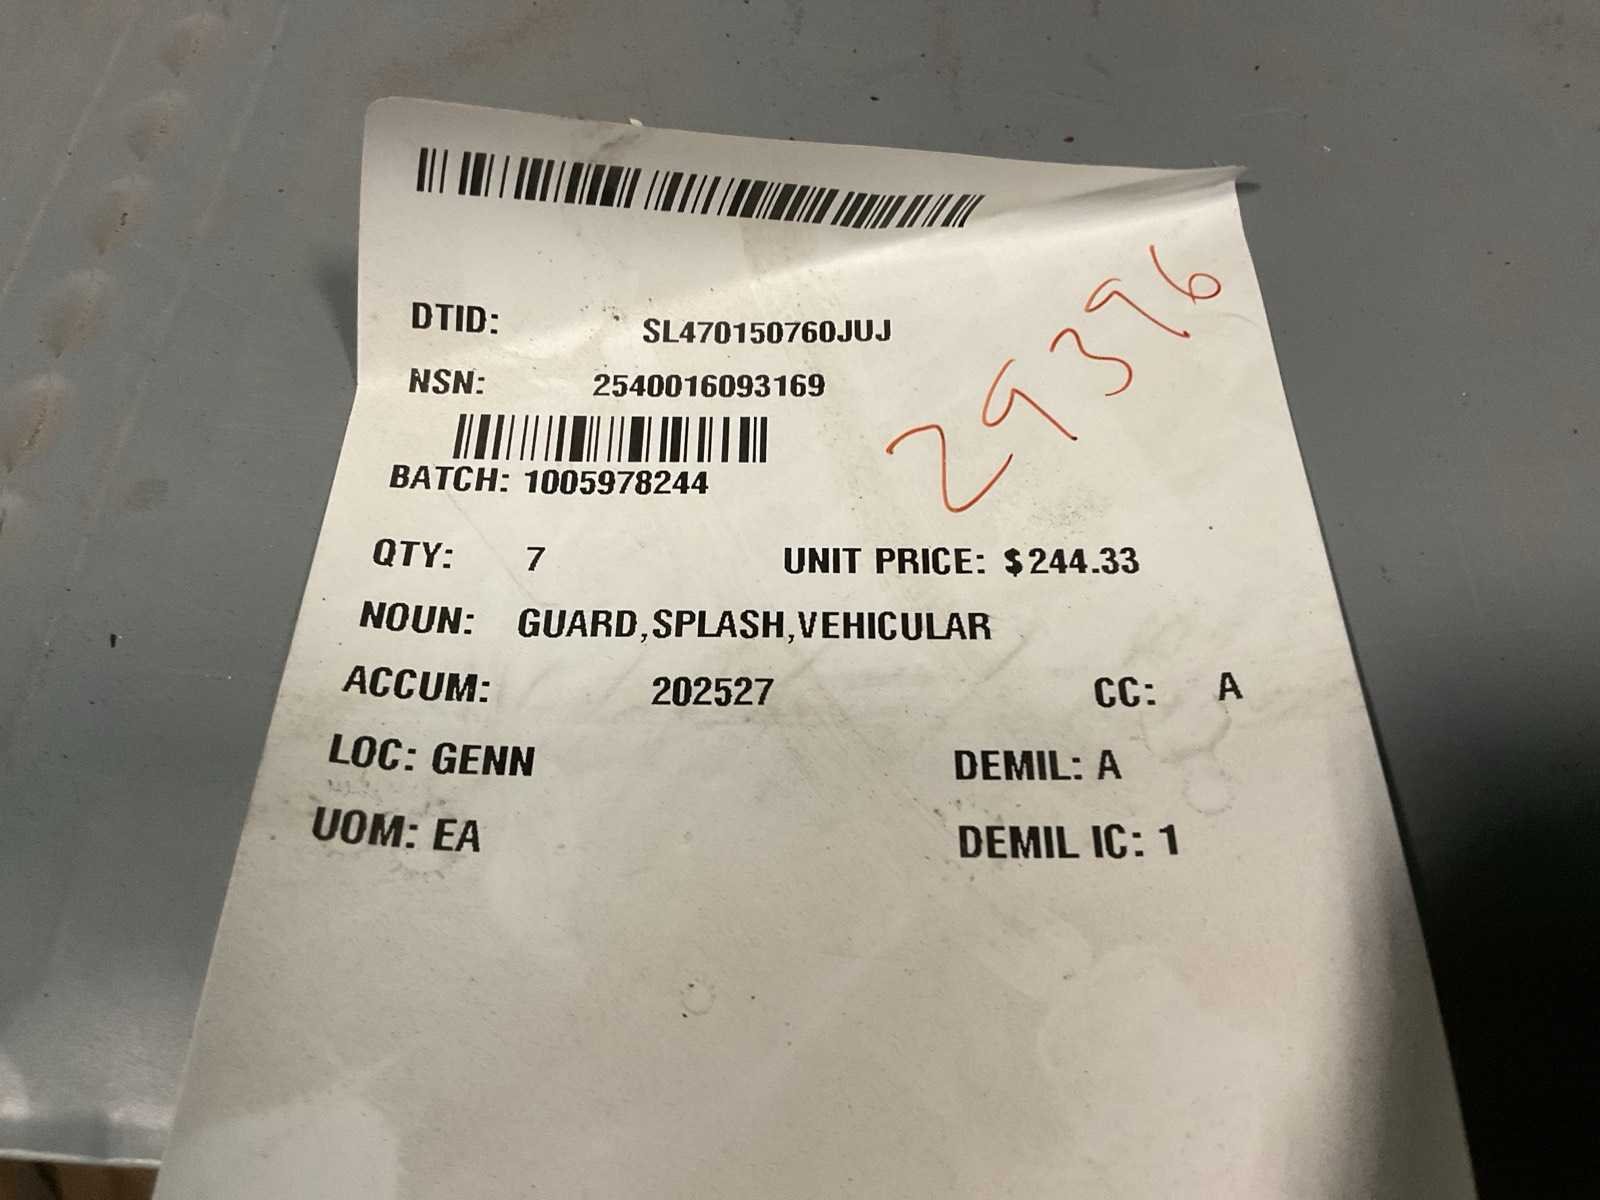 DTID: SL470150760JUJ
NSN: 2540016093169
29396
BATCH: 1005978244
QTY: 7 UNIT PRICE: $244.33
NOUN: GUARD,SPLASH,VEHICULAR
ACCUM: 202527 CC: A
LOC: GENN DEMIL: A
UOM: EA DEMIL IC: 1